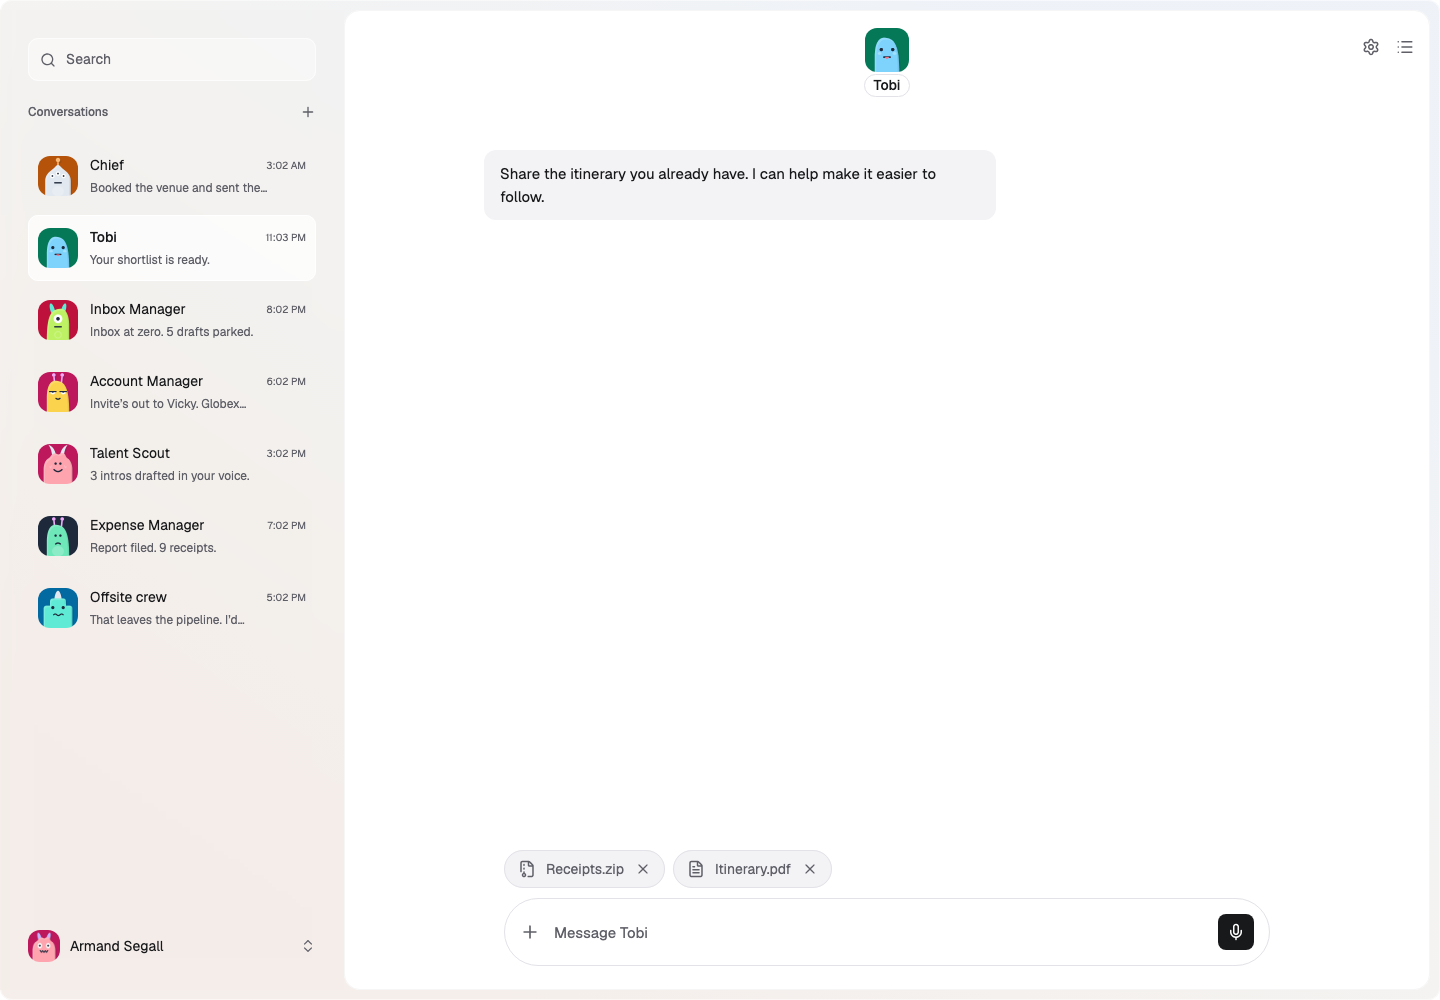 Search
Conversations
Chief
3:02 AM
Booked the venue and sent the…
Tobi
11:03 PM
Your shortlist is ready.
Inbox Manager
8:02 PM
Inbox at zero. 5 drafts parked.
Account Manager
6:02 PM
Invite's out to Vicky. Globex…
Talent Scout
3:02 PM
3 intros drafted in your voice.
Expense Manager
7:02 PM
Report filed. 9 receipts.
Offsite crew
5:02 PM
That leaves the pipeline. I'd…
Armand Segall
Tobi
Share the itinerary you already have. I can help make it easier to
follow.
Receipts.zip
Itinerary.pdf
Message Tobi